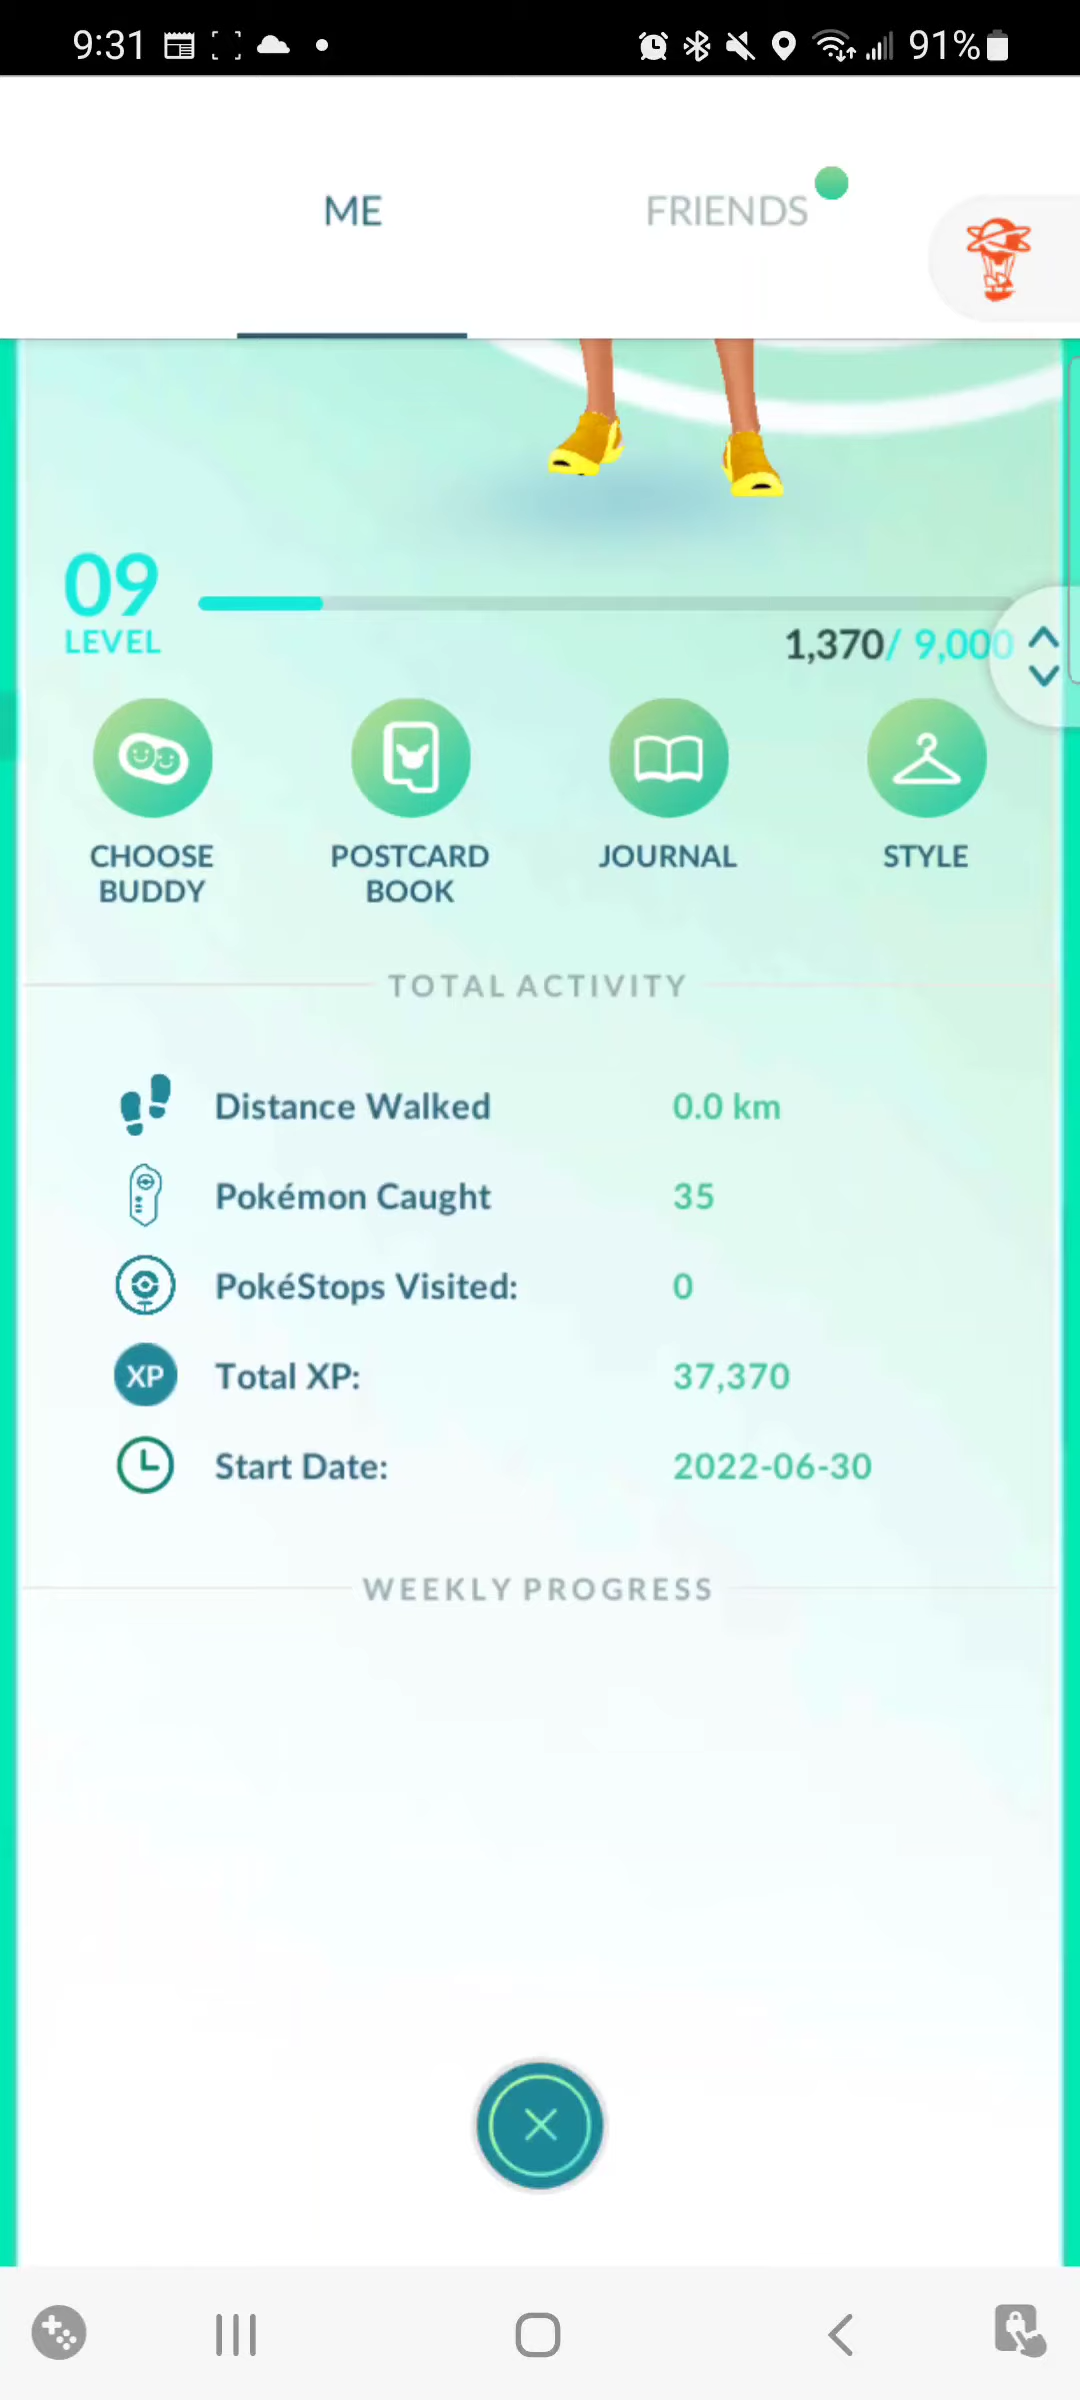 9:31
91%
ME
FRIENDS
09
LEVEL
1,370/ 9,000
CHOOSE
BUDDY
POSTCARD
BOOK
JOURNAL
STYLE
TOTAL ACTIVITY
Distance Walked 0.0 km
Pokémon Caught 35
PokéStops Visited: 0
XP Total XP: 37,370
Start Date: 2022-06-30
WEEKLY PROGRESS